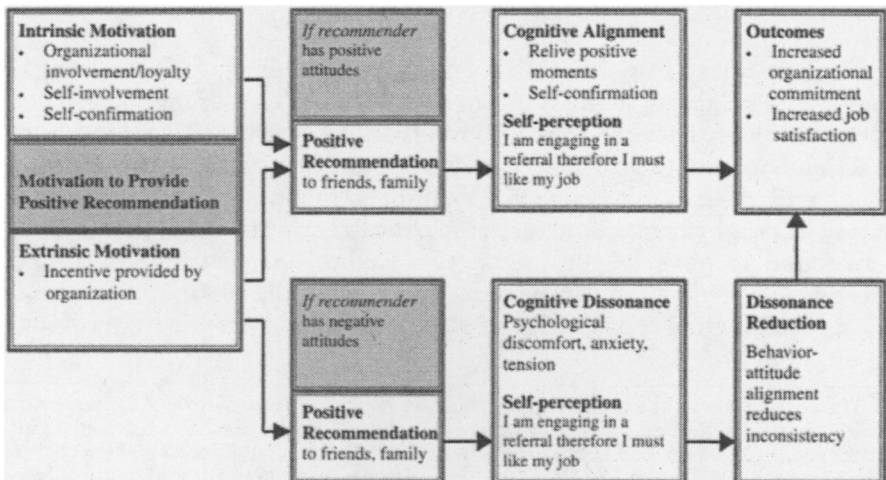 Intrinsic Motivation
• Organizational
involvement/loyalty
• Self-involvement
• Self-confirmation
Motivation to Provide
Positive Recommendation
Extrinsic Motivation
• Incentive provided by
organization
If recommender
has positive
attitudes
Positive
Recommendation
to friends, family
If recommender
has negative
attitudes
Positive
Recommendation
to friends, family
Cognitive Alignment
• Relive positive
moments
• Self-confirmation
Self-perception
I am engaging in a
referral therefore I must
like my job
Cognitive Dissonance
Psychological
discomfort, anxiety,
tension
Self-perception
I am engaging in a
referral therefore I must
like my job
Outcomes
• Increased
organizational
commitment
• Increased job
satisfaction
Dissonance
Reduction
Behavior-
attitude
alignment
reduces
inconsistency